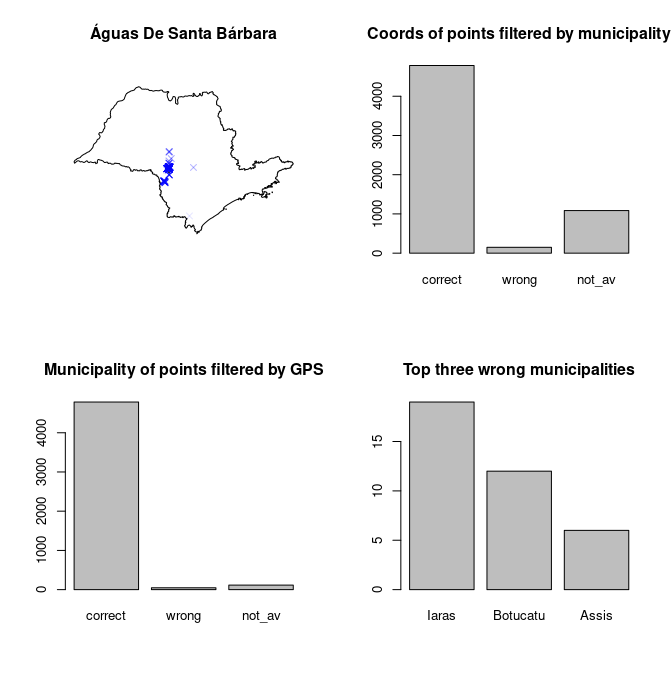 Águas De Santa Bárbara
Coords of points filtered by municipality
4000
3000
2000
1000
0
correct wrong not_av
Municipality of points filtered by GPS
4000
3000
2000
1000
0
correct wrong not_av
Top three wrong municipalities
15
10
5
0
Iaras Botucatu Assis